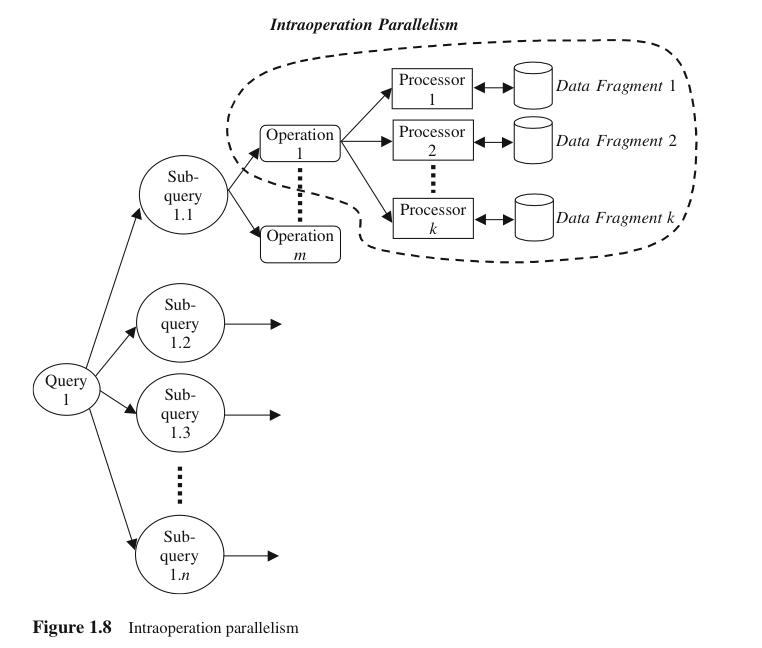 Intraoperation Parallelism
Processor
1
Data Fragment 1
Operation
1
Processor
2
Data Fragment 2
Sub-
query
1.1
Processor
k
Data Fragment k
Operation
m
Sub-
query
1.2
Query
1
Sub-
query
1.3
Sub-
query
1.n
Figure 1.8 Intraoperation parallelism